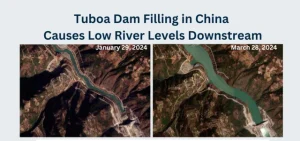 Tuboa Dam Filling in China
Causes Low River Levels Downstream
January 29, 2024
March 28, 2024